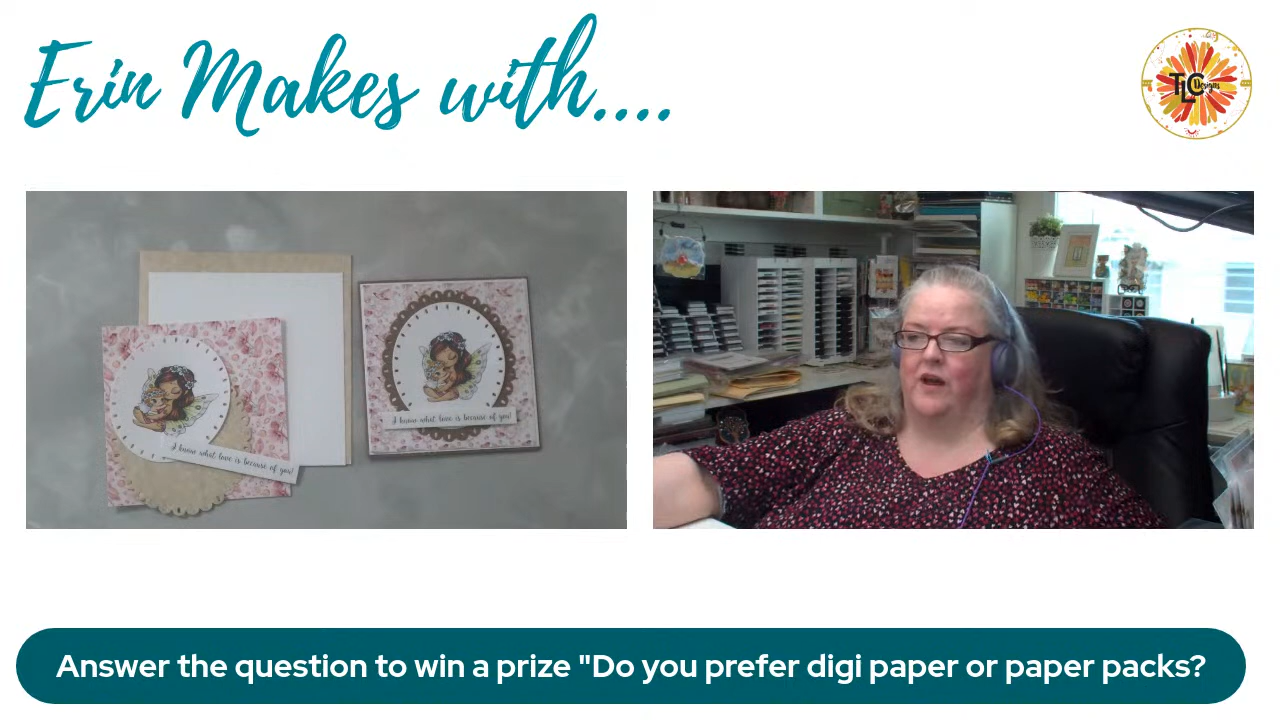 Erin Makes with....
TLC Designs
I know what love is because of you!
I know what love is because of you!
Answer the question to win a prize "Do you prefer digi paper or paper packs?